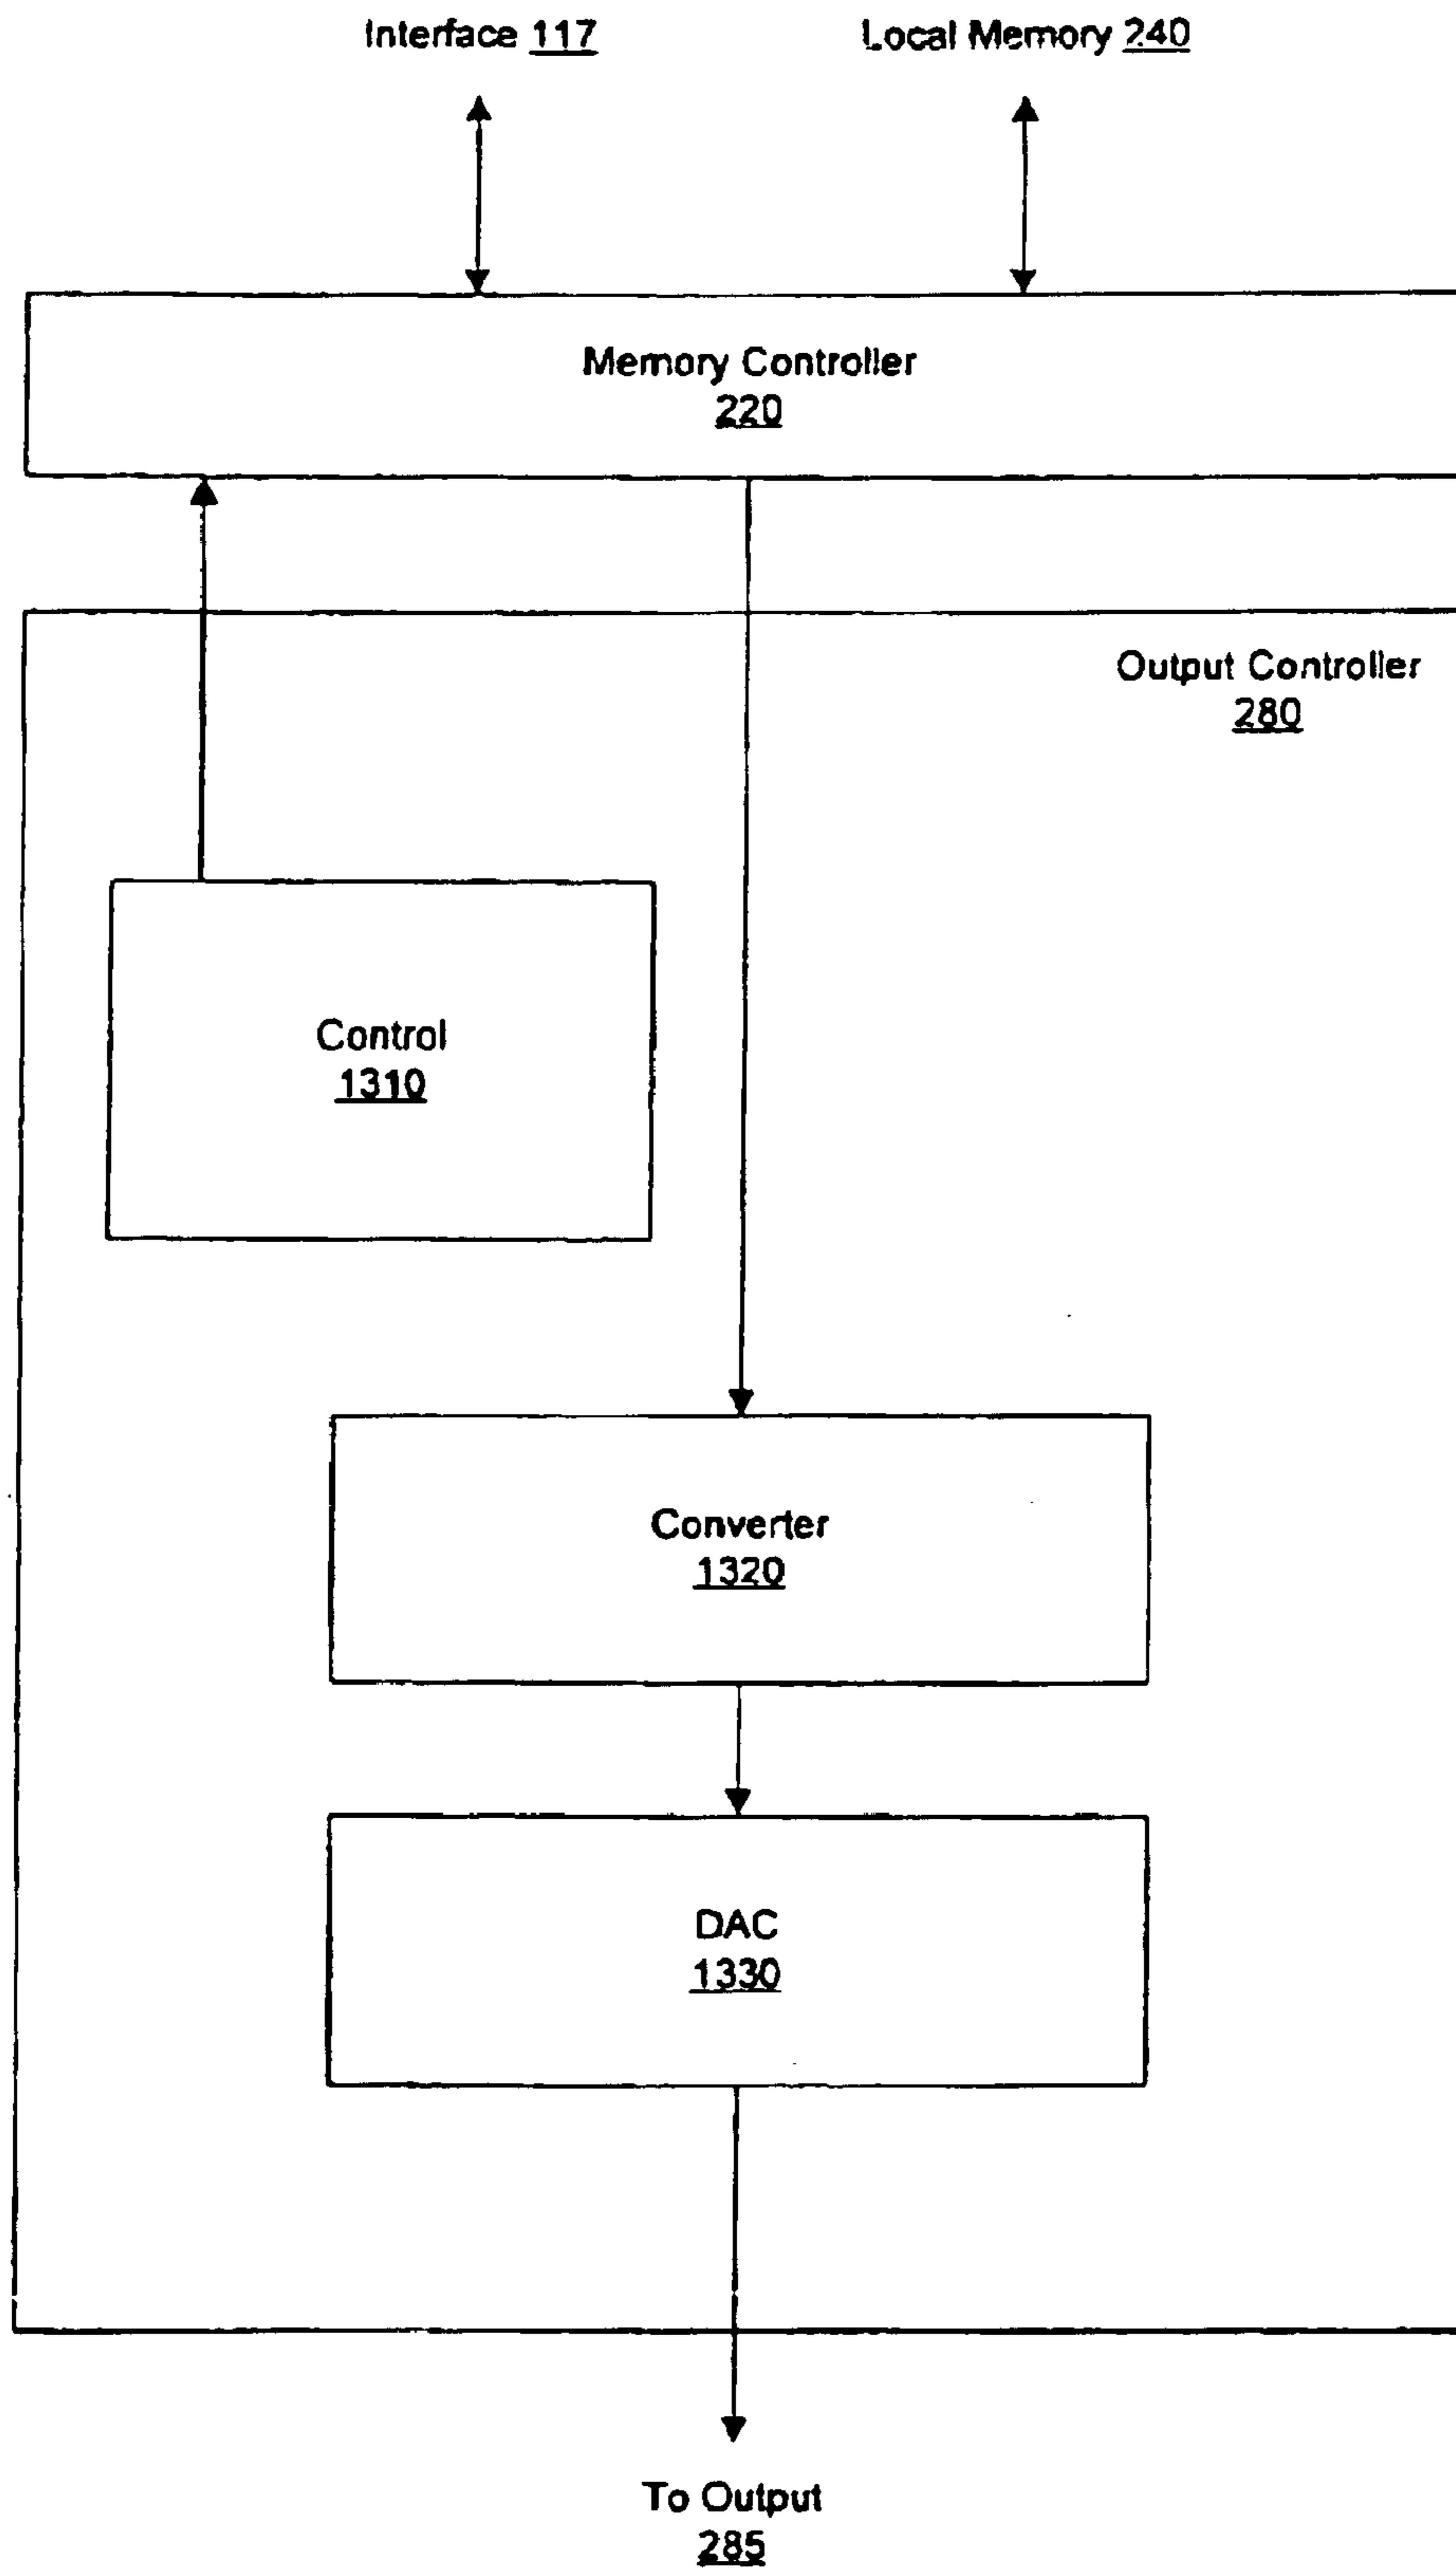 Interface 117
Local Memory 240
Memory Controller
220
Output Controller
280
Control
1310
Converter
1320
DAC
1330
To Output
285